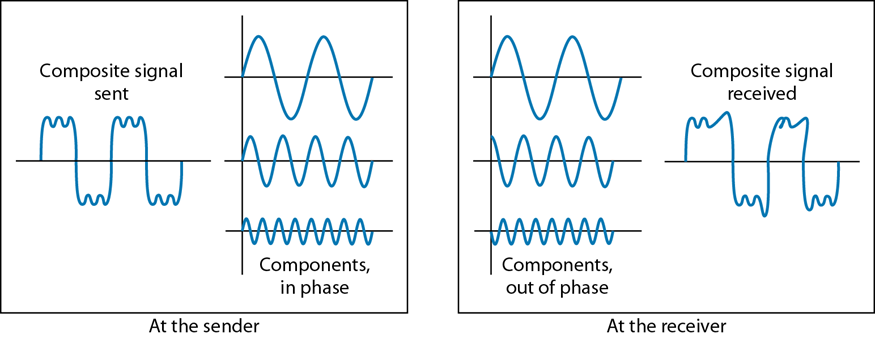 Composite signal
sent
Components,
in phase
At the sender
Composite signal
received
Components,
out of phase
At the receiver